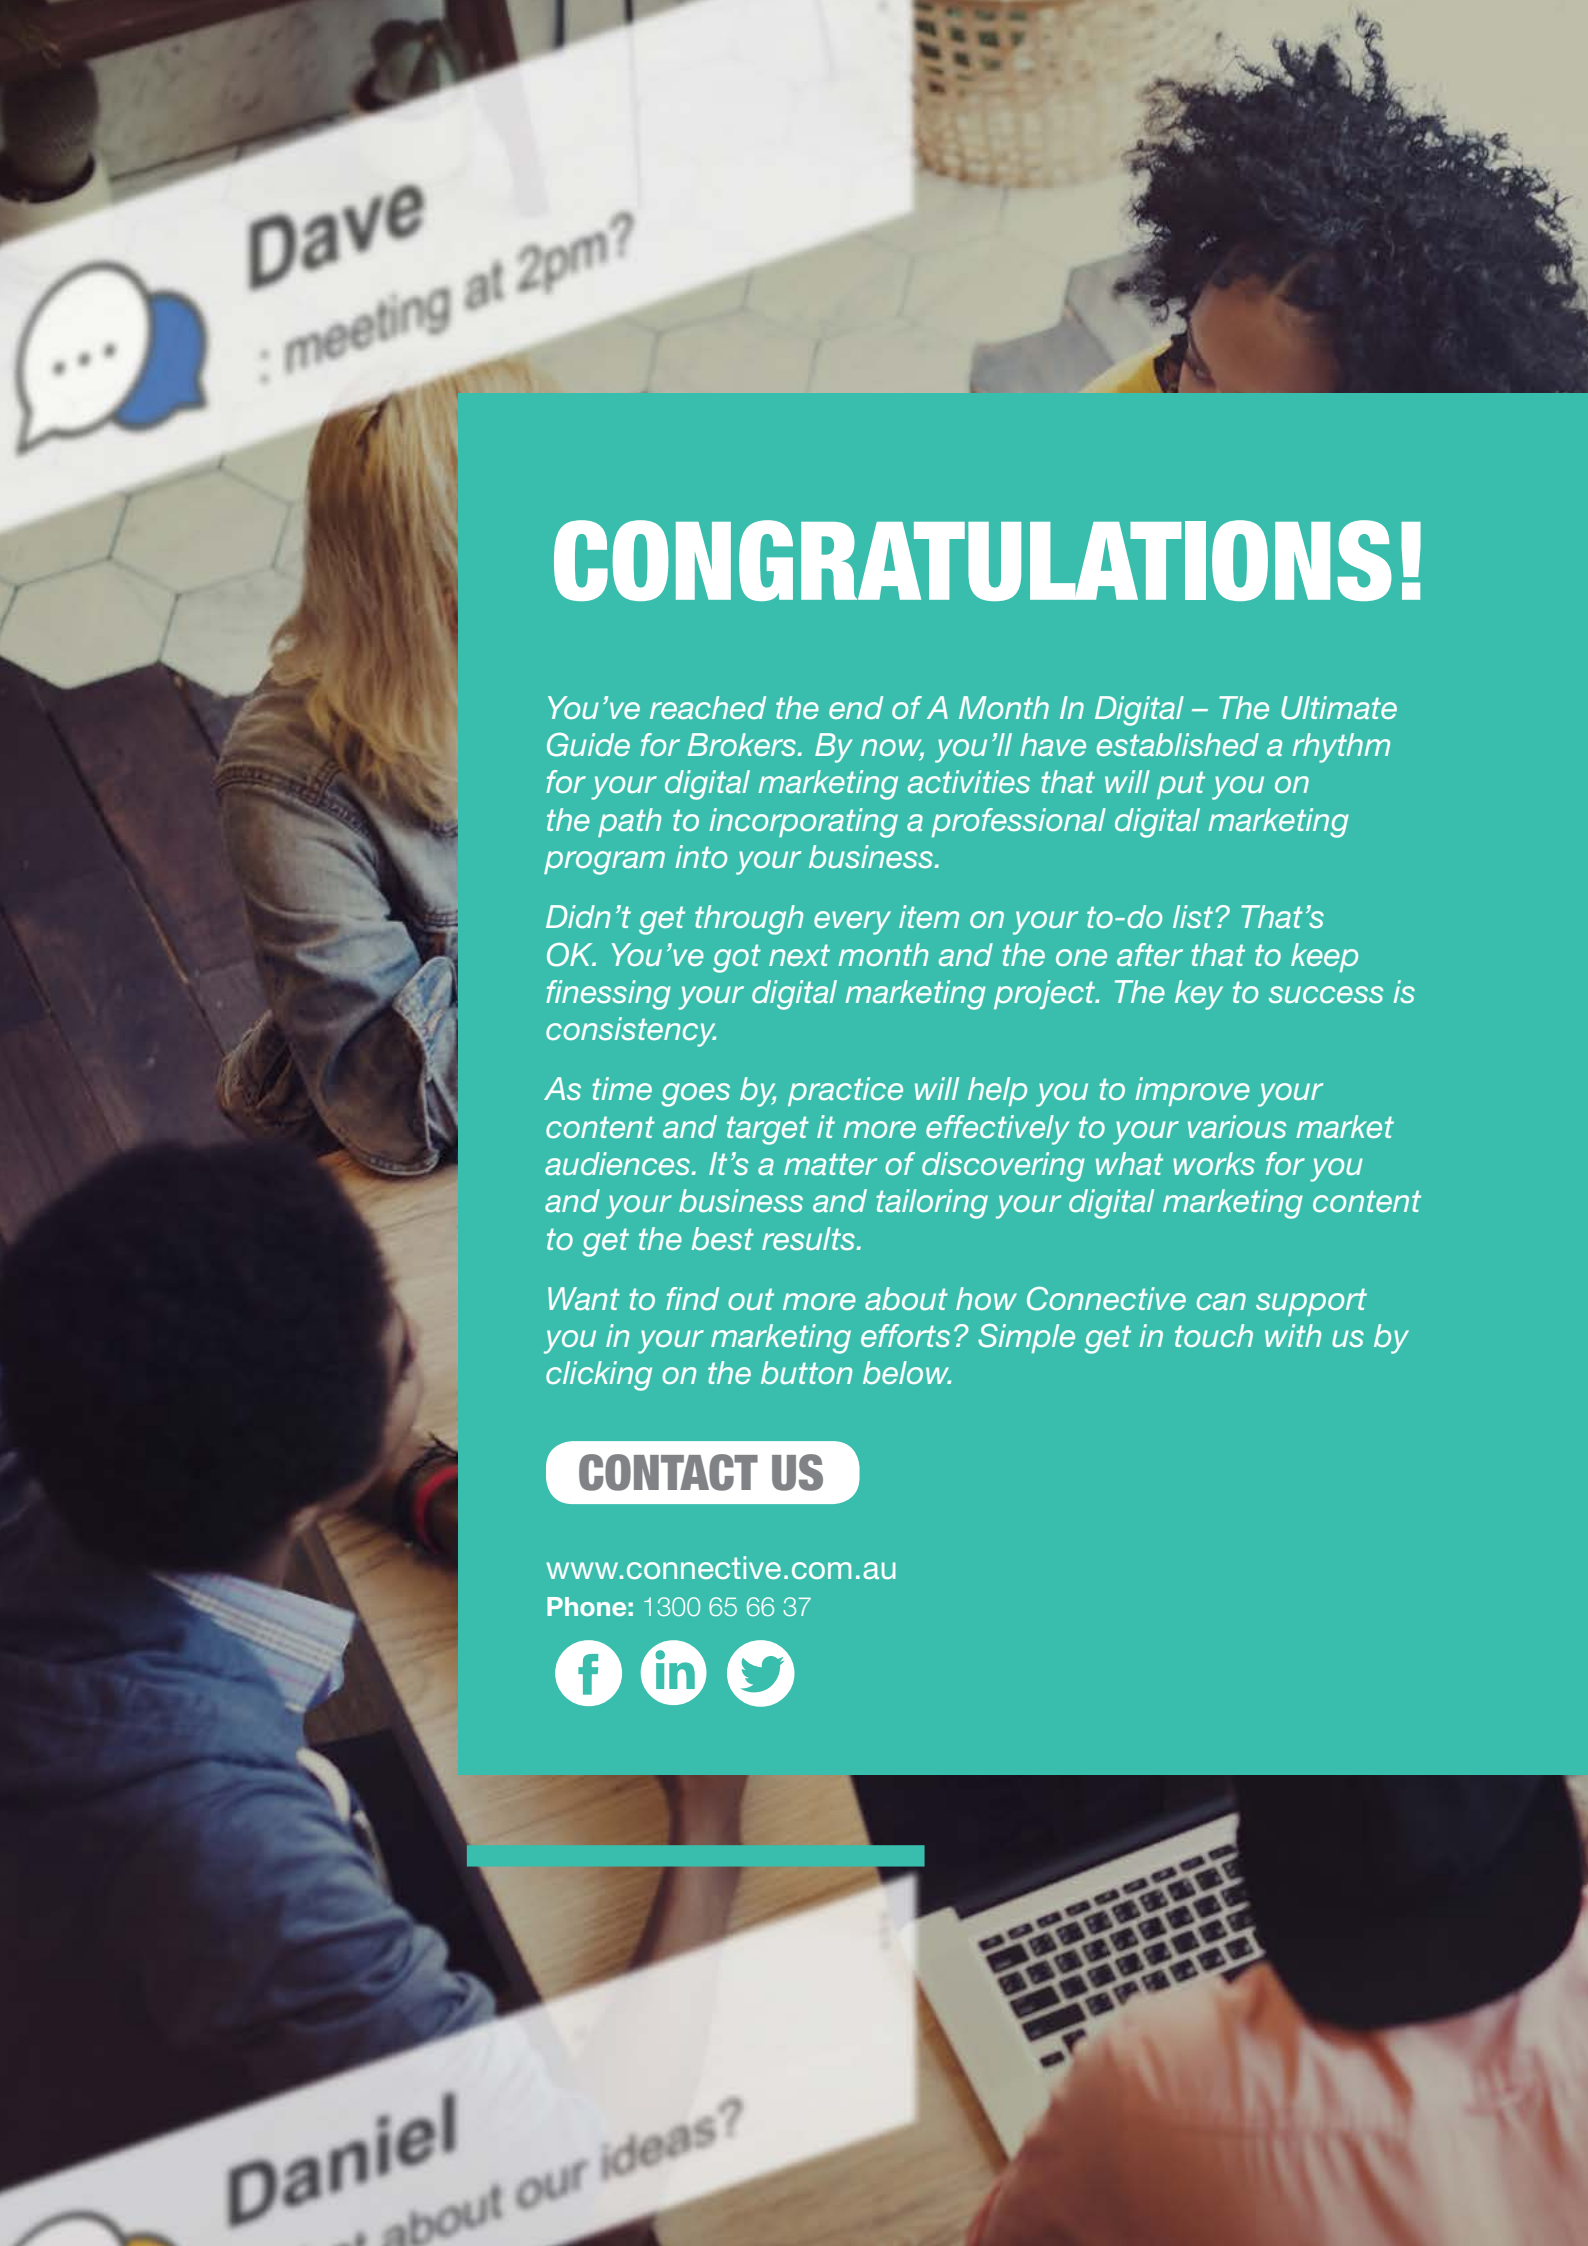 Dave
: meeting at 2pm?
CONGRATULATIONS!
You’ve reached the end of A Month In Digital – The Ultimate
Guide for Brokers. By now, you’ll have established a rhythm
for your digital marketing activities that will put you on
the path to incorporating a professional digital marketing
program into your business.
Didn’t get through every item on your to-do list? That’s
OK. You’ve got next month and the one after that to keep
finessing your digital marketing project. The key to success is
consistency.
As time goes by, practice will help you to improve your
content and target it more effectively to your various market
audiences. It’s a matter of discovering what works for you
and your business and tailoring your digital marketing content
to get the best results.
Want to find out more about how Connective can support
you in your marketing efforts? Simple get in touch with us by
clicking on the button below.
CONTACT US
www.connective.com.au
Phone: 1300 65 66 37
f in
Daniel
about our ideas?